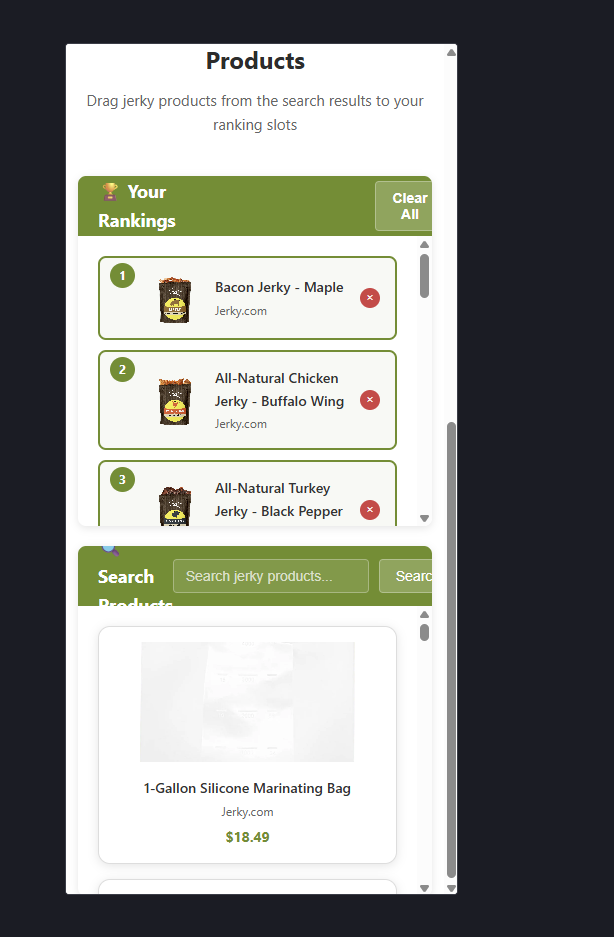 Products
Drag jerky products from the search results to your
ranking slots
🏆 Your
Rankings
Clear
All
1
Bacon Jerky - Maple
Jerky.com
×
2
All-Natural Chicken
Jerky - Buffalo Wing
Jerky.com
×
3
All-Natural Turkey
Jerky - Black Pepper
×
🔍
Search
Products
Search jerky products...
Searc
1-Gallon Silicone Marinating Bag
Jerky.com
$18.49